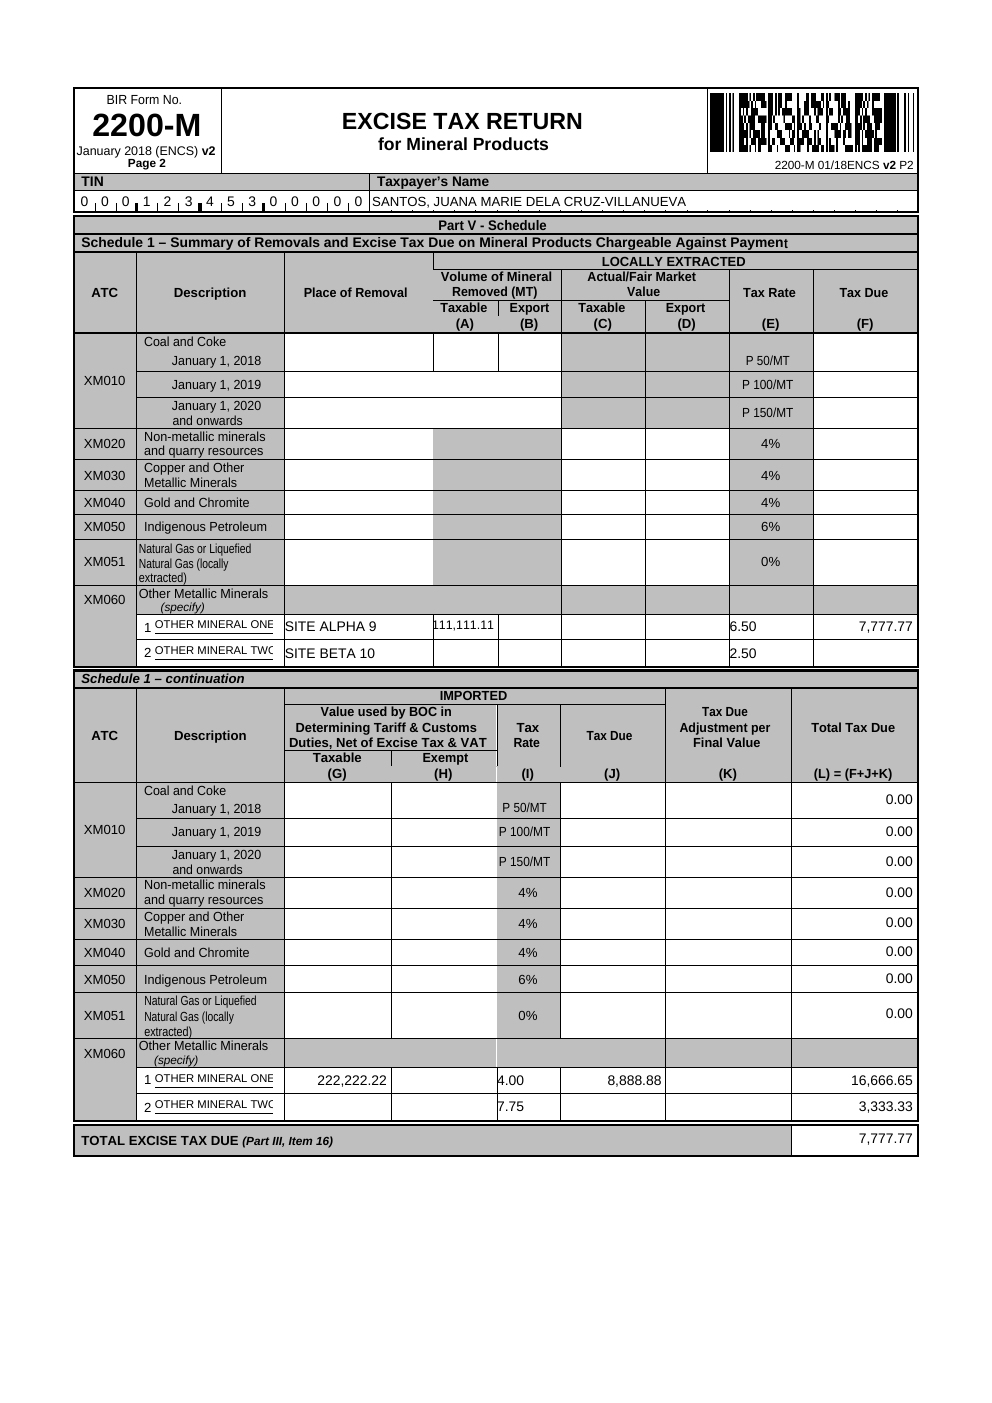 BIR Form No.
2200-M
January 2018 (ENCS) v2
Page 2
EXCISE TAX RETURN
for Mineral Products
2200-M 01/18ENCS v2 P2
TIN Taxpayer's Name
0 0 0 1 2 3 4 5 3 0 0 0 0 0 SANTOS, JUANA MARIE DELA CRUZ-VILLANUEVA
Part V - Schedule
Schedule 1 – Summary of Removals and Excise Tax Due on Mineral Products Chargeable Against Payment
LOCALLY EXTRACTED
ATC Description Place of Removal Volume of Mineral Removed (MT) Actual/Fair Market Value Tax Rate Tax Due
Taxable Export Taxable Export
(A) (B) (C) (D) (E) (F)
XM010 Coal and Coke
January 1, 2018 P 50/MT
January 1, 2019 P 100/MT
January 1, 2020 and onwards P 150/MT
XM020 Non-metallic minerals and quarry resources 4%
XM030 Copper and Other Metallic Minerals 4%
XM040 Gold and Chromite 4%
XM050 Indigenous Petroleum 6%
XM051 Natural Gas or Liquefied Natural Gas (locally extracted) 0%
XM060 Other Metallic Minerals
(specify)
1 OTHER MINERAL ONE SITE ALPHA 9 111,111.11 6.50 7,777.77
2 OTHER MINERAL TWO SITE BETA 10 2.50
Schedule 1 – continuation
IMPORTED
ATC Description Value used by BOC in Determining Tariff & Customs Duties, Net of Excise Tax & VAT Tax Rate Tax Due Tax Due Adjustment per Final Value Total Tax Due
Taxable Exempt
(G) (H) (I) (J) (K) (L) = (F+J+K)
XM010 Coal and Coke
January 1, 2018 P 50/MT 0.00
January 1, 2019 P 100/MT 0.00
January 1, 2020 and onwards P 150/MT 0.00
XM020 Non-metallic minerals and quarry resources 4% 0.00
XM030 Copper and Other Metallic Minerals 4% 0.00
XM040 Gold and Chromite 4% 0.00
XM050 Indigenous Petroleum 6% 0.00
XM051 Natural Gas or Liquefied Natural Gas (locally extracted) 0% 0.00
XM060 Other Metallic Minerals
(specify)
1 OTHER MINERAL ONE 222,222.22 4.00 8,888.88 16,666.65
2 OTHER MINERAL TWO 7.75 3,333.33
TOTAL EXCISE TAX DUE (Part III, Item 16) 7,777.77